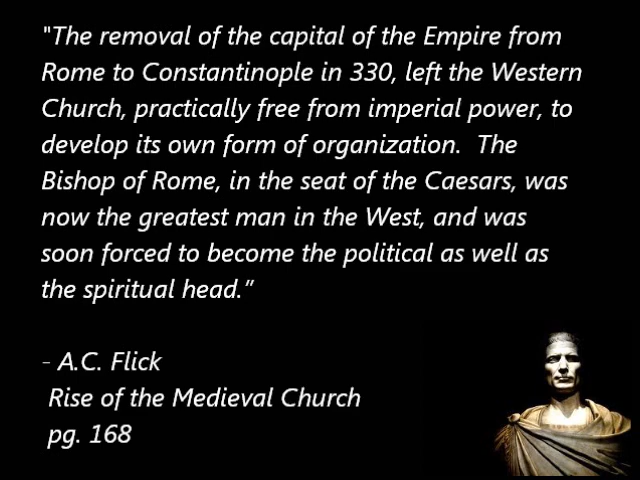 "The removal of the capital of the Empire from
Rome to Constantinople in 330, left the Western
Church, practically free from imperial power, to
develop its own form of organization.  The
Bishop of Rome, in the seat of the Caesars, was
now the greatest man in the West, and was
soon forced to become the political as well as
the spiritual head.”
- A.C. Flick
Rise of the Medieval Church
pg. 168